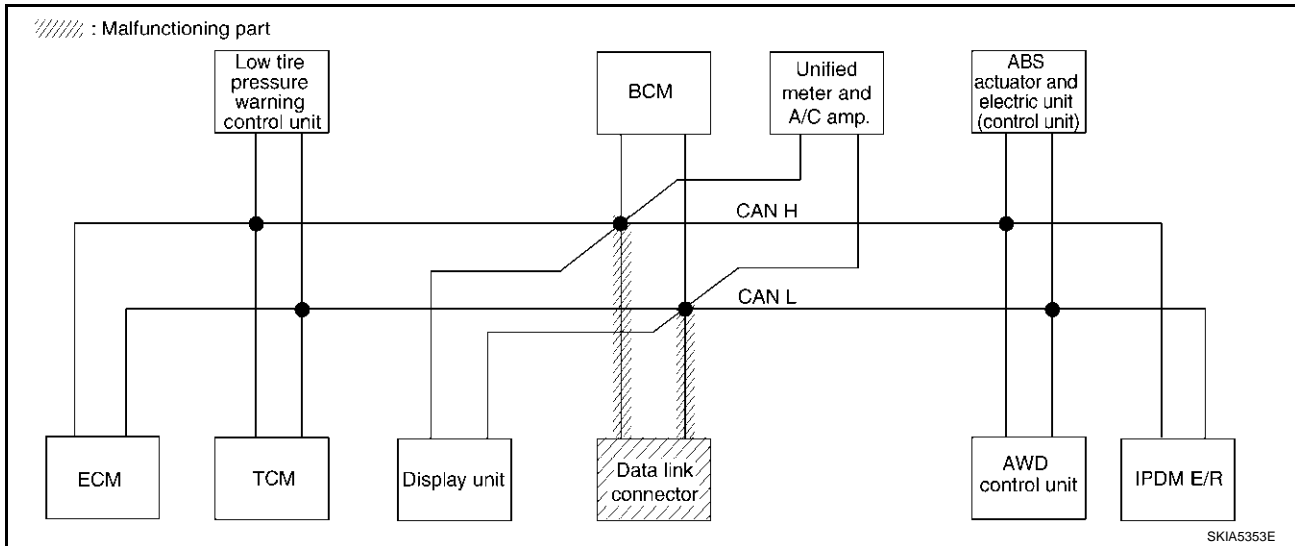 : Malfunctioning part
Low tire
pressure
warning
control unit
BCM
Unified
meter and
A/C amp.
ABS
actuator and
electric unit
(control unit)
CAN H
CAN L
ECM
TCM
Display unit
Data link
connector
AWD
control unit
IPDM E/R
SKIA5353E